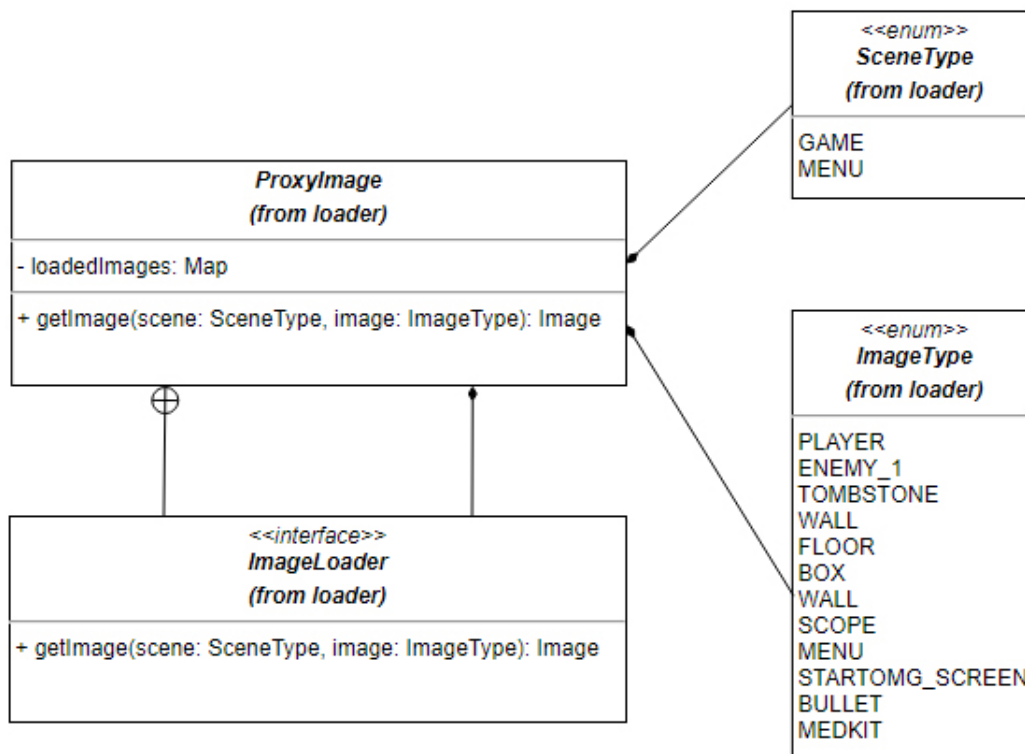 <<enum>>
SceneType
(from loader)
GAME
MENU
ProxyImage
(from loader)
- loadedImages: Map
+ getImage(scene: SceneType, image: ImageType): Image
<<enum>>
ImageType
(from loader)
PLAYER
ENEMY_1
TOMBSTONE
WALL
FLOOR
BOX
WALL
SCOPE
MENU
STARTOMG_SCREEN
BULLET
MEDKIT
<<interface>>
ImageLoader
(from loader)
+ getImage(scene: SceneType, image: ImageType): Image